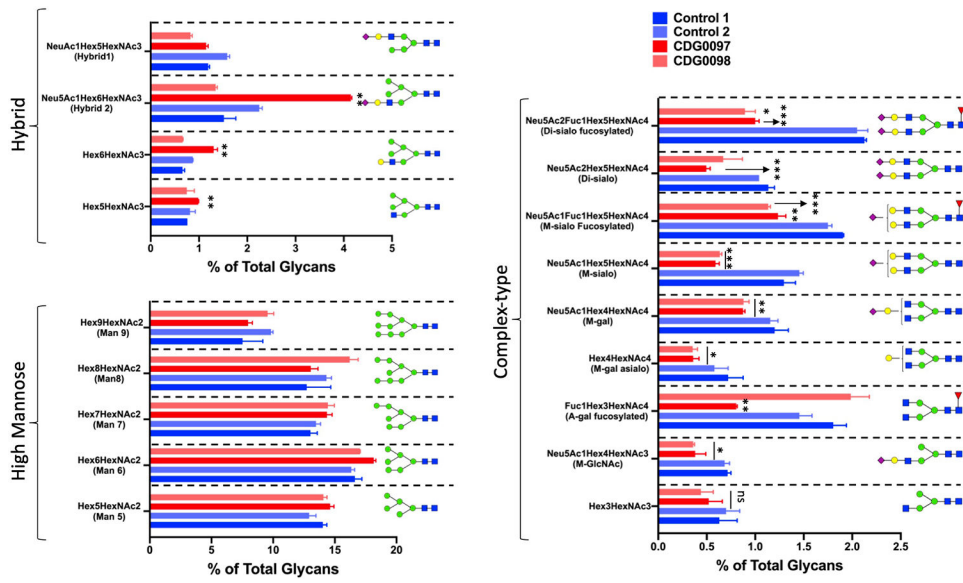 Control 1
Control 2
CDG0097
CDG0098
Hybrid
NeuAc1Hex5HexNAc3
(Hybrid1)
Neu5Ac1Hex6HexNAc3
(Hybrid 2)
**
Hex6HexNAc3
**
Hex5HexNAc3
**
0 1 2 3 4 5
% of Total Glycans
High Mannose
Hex9HexNAc2
(Man 9)
Hex8HexNAc2
(Man8)
Hex7HexNAc2
(Man 7)
Hex6HexNAc2
(Man 6)
Hex5HexNAc2
(Man 5)
0 5 10 15 20
% of Total Glycans
Complex-type
Neu5Ac2Fuc1Hex5HexNAc4
(Di-sialo fucosylated)
* ***
Neu5Ac2Hex5HexNAc4
(Di-sialo)
***
Neu5Ac1Fuc1Hex5HexNAc4
(M-sialo Fucosylated)
** ***
Neu5Ac1Hex5HexNAc4
(M-sialo)
***
Neu5Ac1Hex4HexNAc4
(M-gal)
**
Hex4HexNAc4
(M-gal asialo)
*
Fuc1Hex3HexNAc4
(A-gal fucosylated)
**
Neu5Ac1Hex4HexNAc3
(M-GlcNAc)
*
Hex3HexNAc3
ns
0.0 0.5 1.0 1.5 2.0 2.5
% of Total Glycans